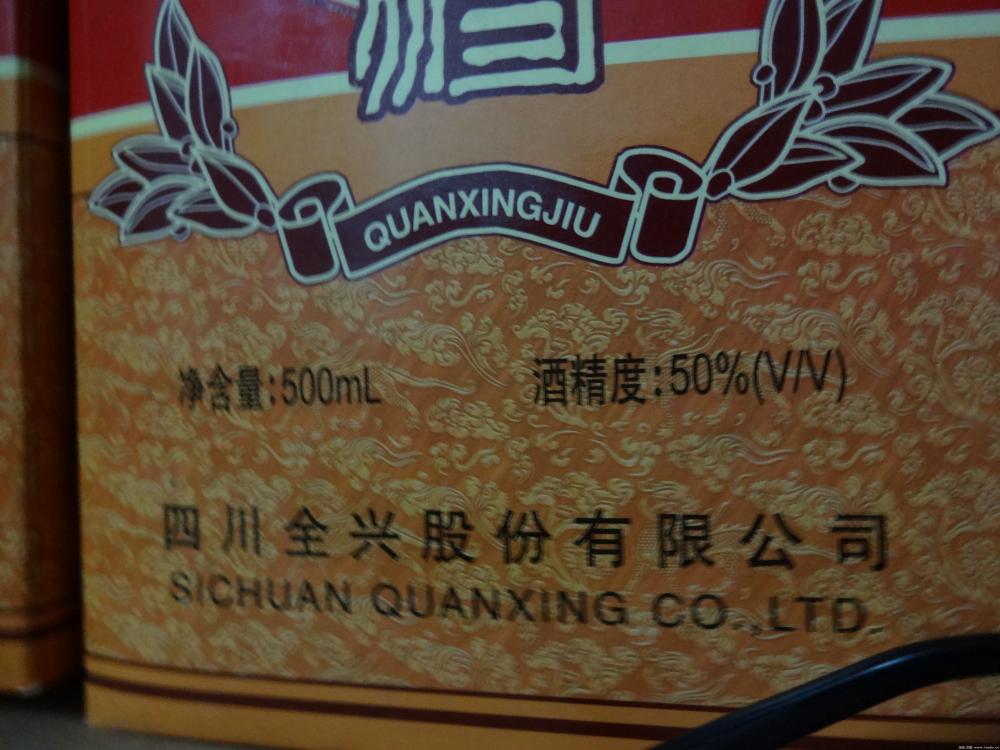 酒
QUANXINGJIU
净含量:500mL
酒精度:50%(V/V)
四川全兴股份有限公司
SICHUAN QUANXING CO.,LTD.